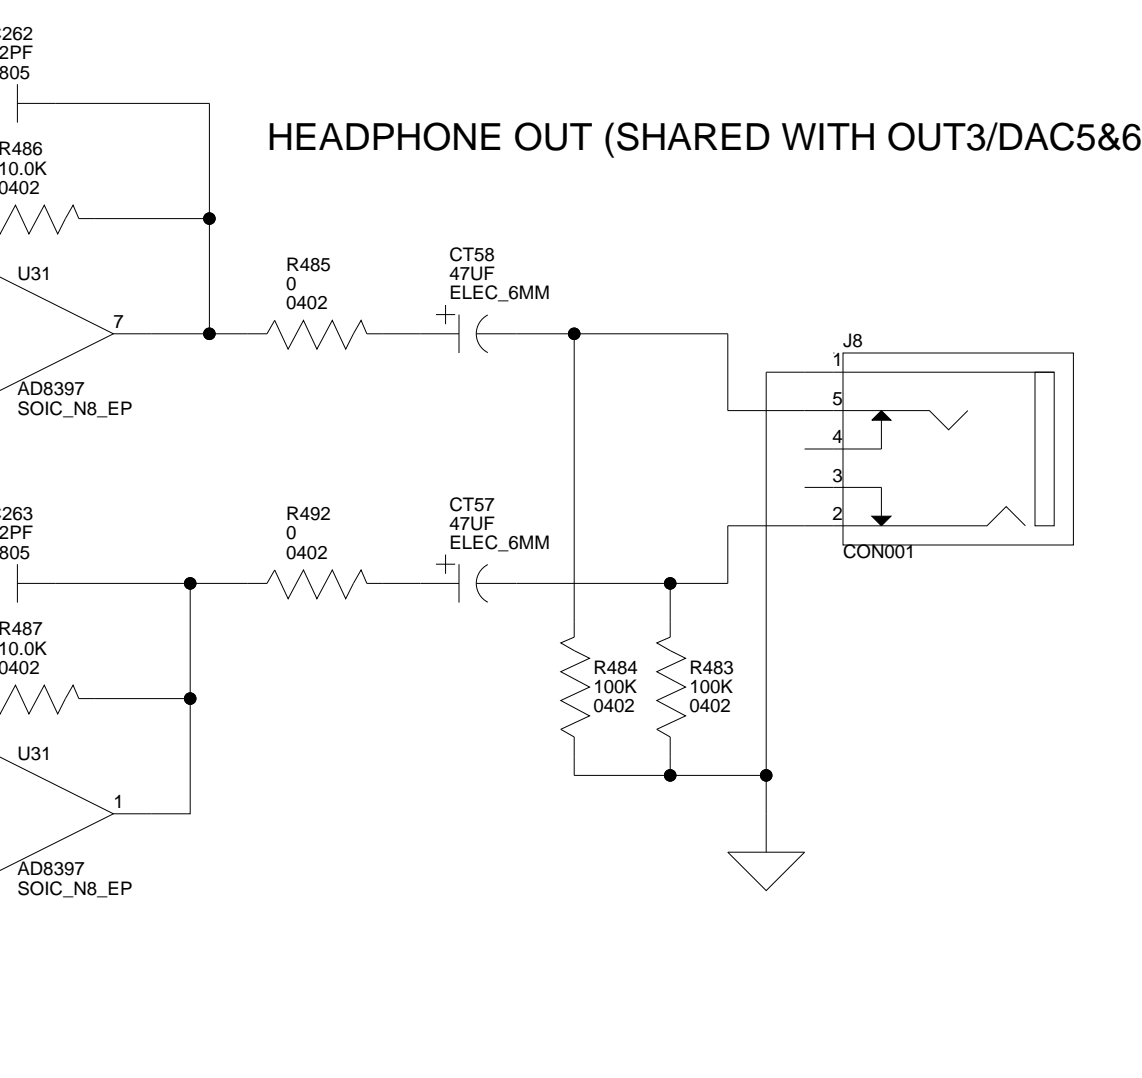 262
2PF
805
HEADPHONE OUT (SHARED WITH OUT3/DAC5&6
R486
10.0K
0402
U31
7
AD8397
SOIC_N8_EP
R485
0
0402
CT58
47UF
ELEC_6MM
+
J8
1
5
4
3
2
CON001
263
2PF
805
R492
0
0402
CT57
47UF
ELEC_6MM
+
R487
10.0K
0402
R484
100K
0402
R483
100K
0402
U31
1
AD8397
SOIC_N8_EP